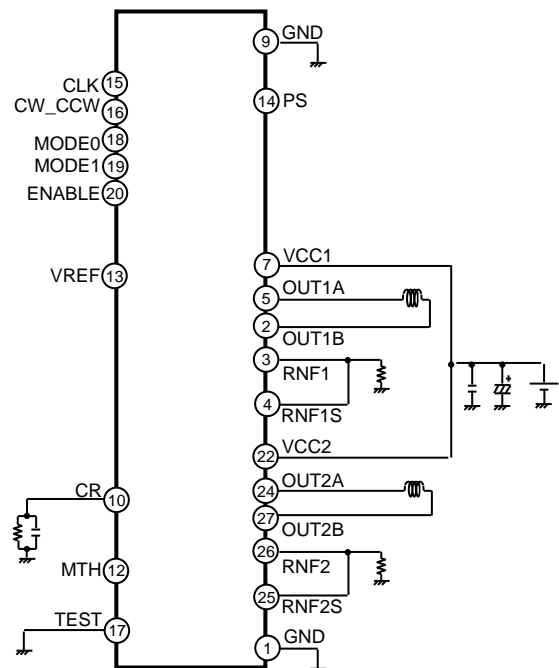 9 GND
15 CLK
14 PS
16 CW_CCW
18 MODE0
19 MODE1
20 ENABLE
7 VCC1
13 VREF
5 OUT1A
2 OUT1B
3 RNF1
4 RNF1S
22 VCC2
24 OUT2A
10 CR
27 OUT2B
26 RNF2
12 MTH
25 RNF2S
17 TEST
1 GND
+